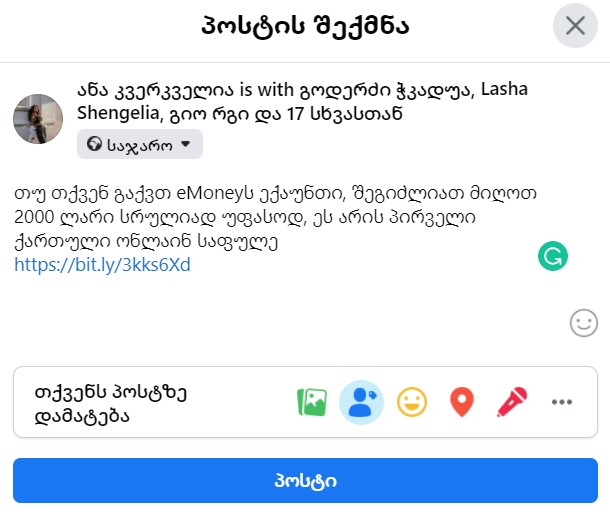 პოსტის შექმნა
ანა კვერკველია is with გოდერძი ჭკადუა, Lasha
Shengelia, გიო რგი და 17 სხვასთან
საჯარო
თუ თქვენ გაქვთ eMoneyს ექაუნთი, შეგიძლიათ მიღოთ
2000 ლარი სრულიად უფასოდ, ეს არის პირველი
ქართული ონლაინ საფულე
https://bit.ly/3kks6Xd
თქვენს პოსტზე
დამატება
პოსტი